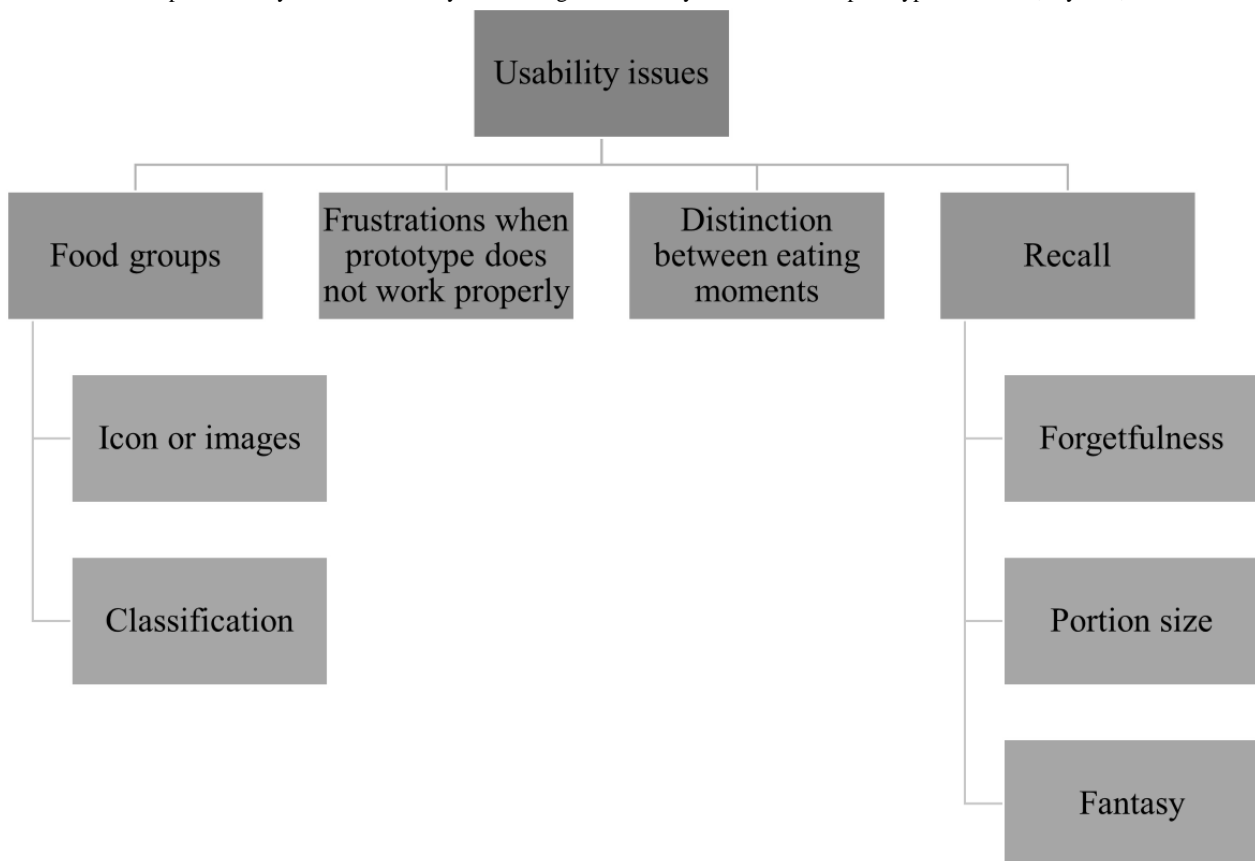 Usability issues
Food groups
Frustrations when
prototype does
not work properly
Distinction
between eating
moments
Recall
Icon or images
Classification
Forgetfulness
Portion size
Fantasy